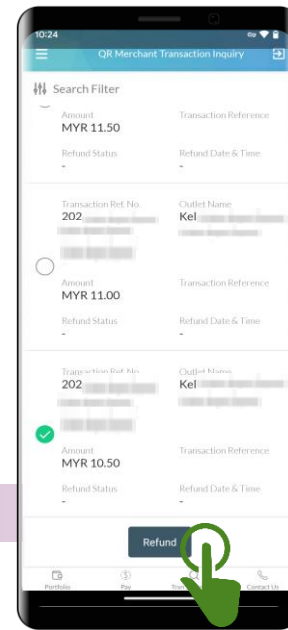 10:24
QR Merchant Transaction Inquiry
Search Filter
Amount Transaction Reference
MYR 11.50
Refund Status Refund Date & Time
- -
Transaction Ref. No. Outlet Name
202 Kel
Amount Transaction Reference
MYR 11.00
Refund Status Refund Date & Time
- -
Transaction Ref. No. Outlet Name
202 Kel
Amount Transaction Reference
MYR 10.50
Refund Status Refund Date & Time
- -
Refund
Portfolio Pay Contact Us